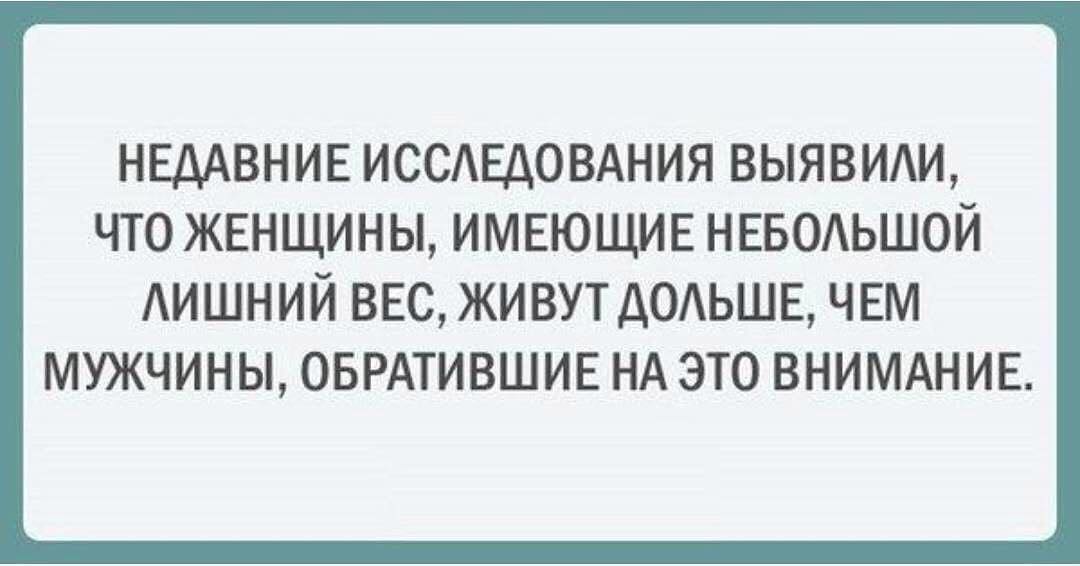 НЕДАВНИЕ ИССЛЕДОВАНИЯ ВЫЯВИЛИ,
ЧТО ЖЕНЩИНЫ, ИМЕЮЩИЕ НЕБОЛЬШОЙ
ЛИШНИЙ ВЕС, ЖИВУТ ДОЛЬШЕ, ЧЕМ
МУЖЧИНЫ, ОБРАТИВШИЕ НА ЭТО ВНИМАНИЕ.